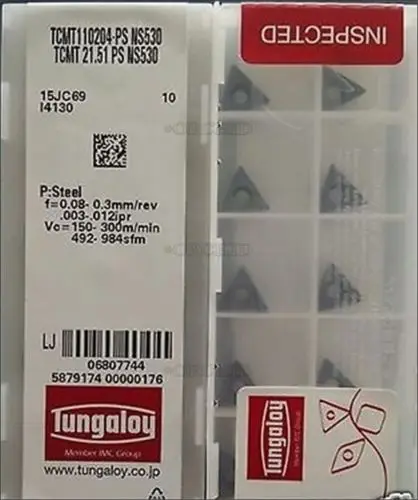 TCMT110204-PS NS530
TCMT 21.51 PS NS530
15JC69 10
I4130
P:Steel
f=0.08- 0.3mm/rev
.003-.012ipr
Vc=150- 300m/min
492- 984sfm
LJ
06807744
5879174 00000176
Tungaloy
Member IMC Group
www.tungaloy.co.jp
INSPECTED
Tungaloy